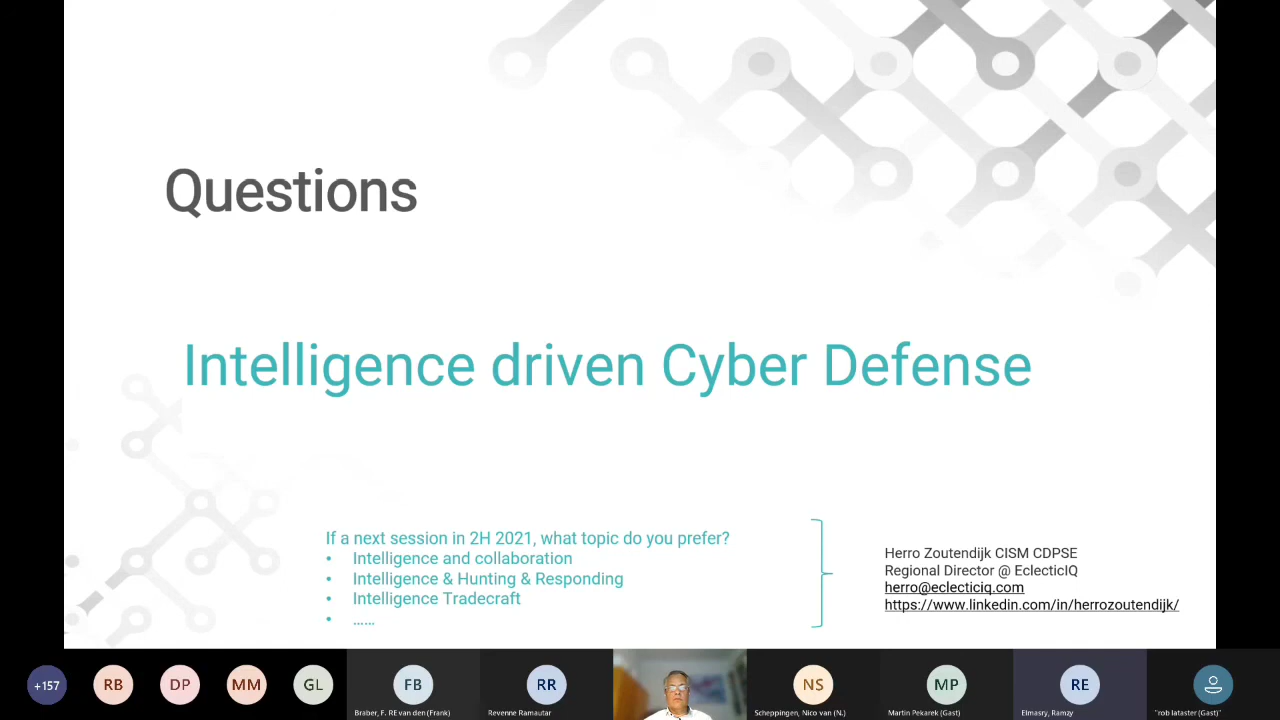 Questions
Intelligence driven Cyber Defense
If a next session in 2H 2021, what topic do you prefer?
• Intelligence and collaboration
• Intelligence & Hunting & Responding
• Intelligence Tradecraft
• ......
Herro Zoutendijk CISM CDPSE
Regional Director @ EclecticIQ
herro@eclecticiq.com
https://www.linkedin.com/in/herrozoutendijk/
+157
RB
DP
MM
GL
FB
Braber, F. RE van den (Frank)
RR
Revenne Ramautar
NS
Scheppingen, Nico van (N.)
MP
Martin Pekarek (Gast)
RE
Elmasry, Ramzy
"rob lataster (Gast)"